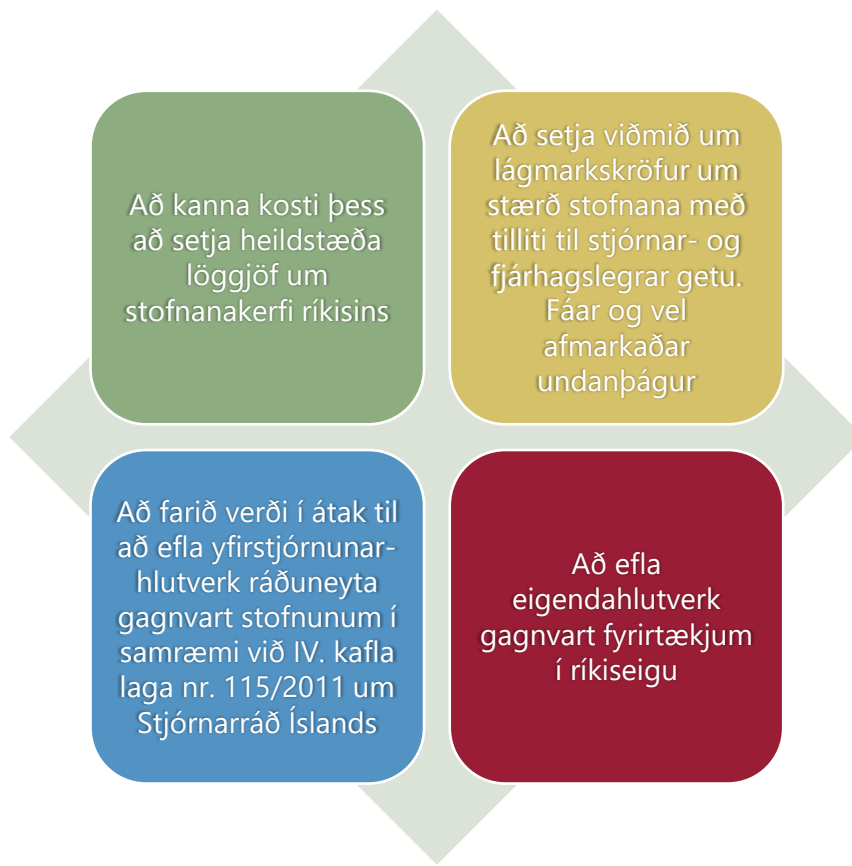 Að kanna kosti þess
að setja heildstæða
löggjöf um
stofnanakerfi ríkisins
Að setja viðmið um
lágmarkskröfur um
stærð stofnana með
tilliti til stjórnar- og
fjárhagslegrar getu.
Fáar og vel
afmarkaðar
undanþágur
Að farið verði í átak til
að efla yfirstjórnunar-
hlutverk ráðuneyta
gagnvart stofnunum í
samræmi við IV. kafla
laga nr. 115/2011 um
Stjórnarráð Íslands
Að efla
eigendahlutverk
gagnvart fyrirtækjum
í ríkiseigu